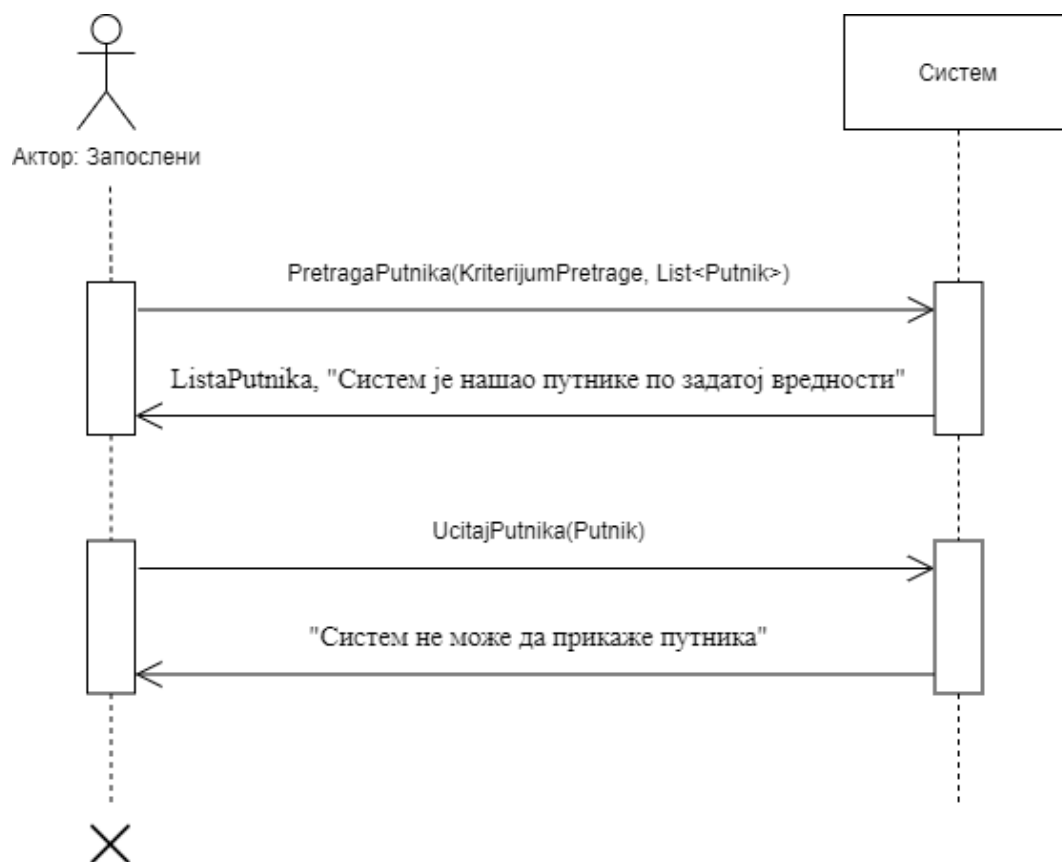 Систем
Актор: Запослени
PretragaPutnika(KriterijumPretrage, List<Putnik>)
ListaPutnika, "Систем је нашао путнике по задатој вредности"
UcitajPutnika(Putnik)
"Систем не може да прикаже путника"